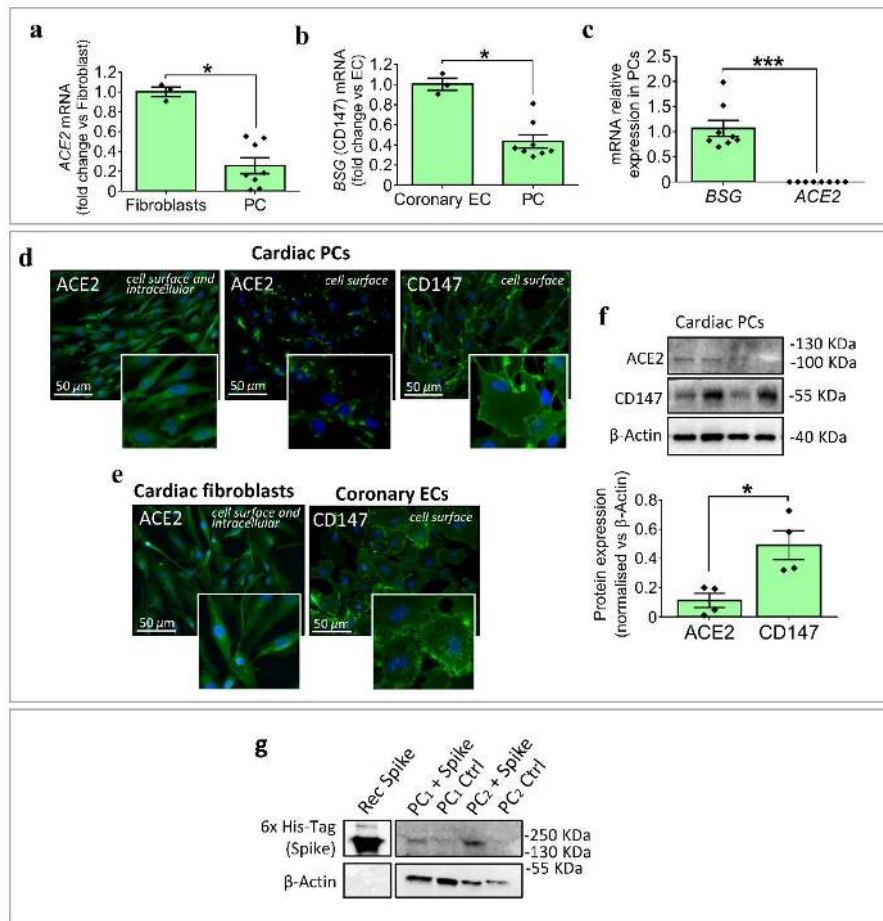 a
ACE2 mRNA
(fold change vs Fibroblast)
1.2
1.0
0.8
0.6
0.4
0.2
0
*
Fibroblasts
PC
b
BSG (CD147) mRNA
(fold change vs EC)
1.2
1.0
0.8
0.6
0.4
0.2
0
*
Coronary EC
PC
c
mRNA relative
expression in PCs
2.5
2.0
1.5
1.0
0.5
0.0
***
BSG
ACE2
d
Cardiac PCs
ACE2
cell surface and
intracellular
50 µm
ACE2
cell surface
50 µm
CD147
cell surface
50 µm
e
Cardiac fibroblasts
ACE2
cell surface and
intracellular
50 µm
Coronary ECs
CD147
cell surface
50 µm
f
Cardiac PCs
ACE2
-130 KDa
-100 KDa
CD147
-55 KDa
β-Actin
-40 KDa
Protein expression
(normalised vs β-Actin)
0.8
0.6
0.4
0.2
0
*
ACE2
CD147
g
Rec Spike
PC1 + Spike
PC1 Ctrl
PC2 + Spike
PC2 Ctrl
6x His-Tag
(Spike)
-250 KDa
-130 KDa
-55 KDa
β-Actin